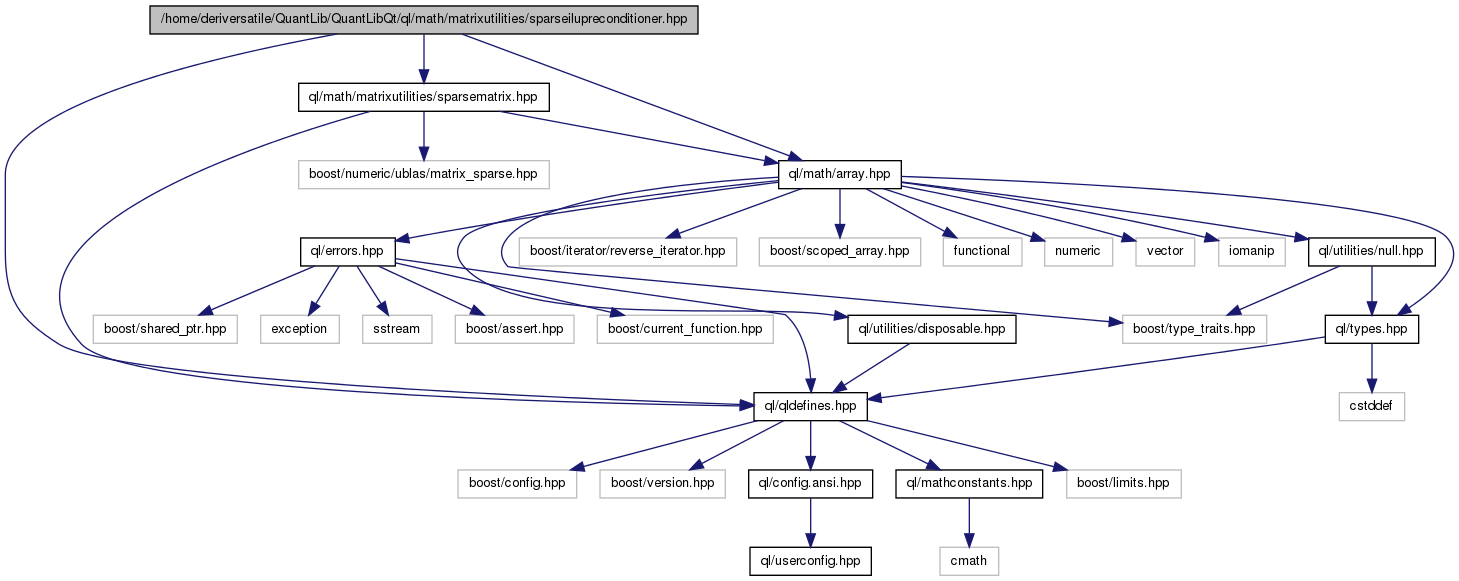 /home/deriversatile/QuantLib/QuantLibQt/ql/math/matrixutilities/sparseilupreconditioner.hpp
ql/math/matrixutilities/sparsematrix.hpp
boost/numeric/ublas/matrix_sparse.hpp
ql/math/array.hpp
ql/errors.hpp
boost/iterator/reverse_iterator.hpp
boost/scoped_array.hpp
functional
numeric
vector
iomanip
ql/utilities/null.hpp
boost/shared_ptr.hpp
exception
sstream
boost/assert.hpp
boost/current_function.hpp
ql/utilities/disposable.hpp
boost/type_traits.hpp
ql/types.hpp
ql/qldefines.hpp
cstddef
boost/config.hpp
boost/version.hpp
ql/config.ansi.hpp
ql/mathconstants.hpp
boost/limits.hpp
ql/userconfig.hpp
cmath